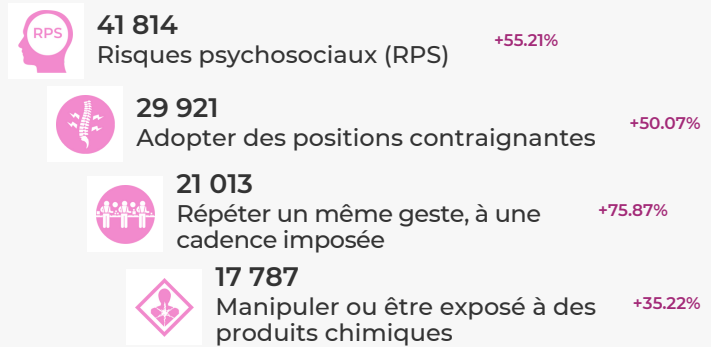 RPS
41 814
Risques psychosociaux (RPS)
+55.21%
29 921
Adopter des positions contraignantes
+50.07%
21 013
Répéter un même geste, à une
cadence imposée
+75.87%
17 787
Manipuler ou être exposé à des
produits chimiques
+35.22%